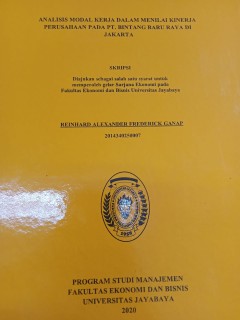 ANALISIS MODAL KERJA DALAM MENILAI KINERJA
PERUSAHAAN PADA PT. BINTANG BARU RAYA DI
JAKARTA
SKRIPSI
Diajukan sebagai salah satu syarat untuk
memperoleh gelar Sarjana Ekonomi pada
Fakultas Ekonomi dan Bisnis Universitas Jayabaya
REINHARD ALEXANDER FREDERICK GANAP
2014340250007
PROGRAM STUDI MANAJEMEN
FAKULTAS EKONOMI DAN BISNIS
UNIVERSITAS JAYABAYA
2020